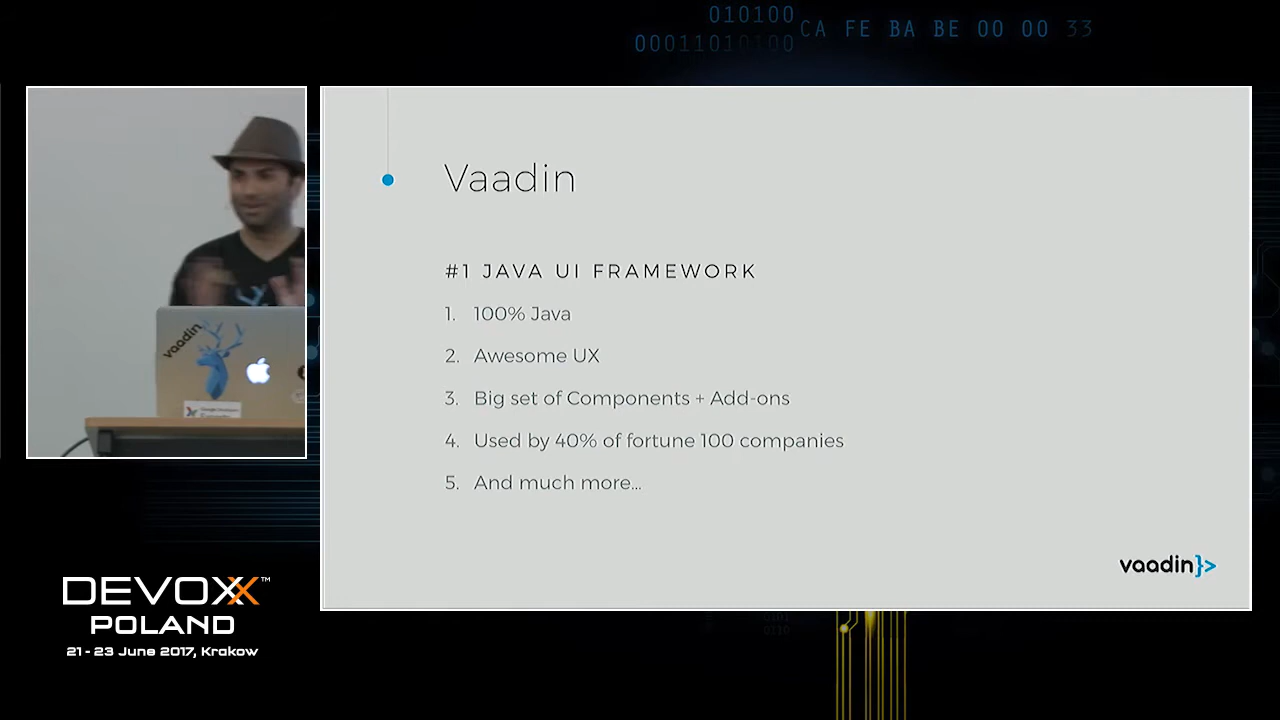 010100
00011010100
CA FE BA BE 00 00 00 33
Vaadin
#1 JAVA UI FRAMEWORK
1. 100% Java
2. Awesome UX
3. Big set of Components + Add-ons
4. Used by 40% of fortune 100 companies
5. And much more...
vaadin}>
vaadin
DEVOXX™
POLAND
21 - 23 June 2017, Krakow